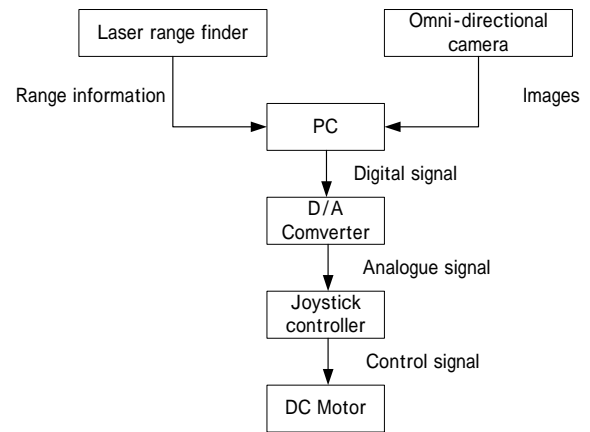 Laser range finder
Omni-directional
camera
Range information
Images
PC
Digital signal
D/A
Comverter
Analogue signal
Joystick
controller
Control signal
DC Motor